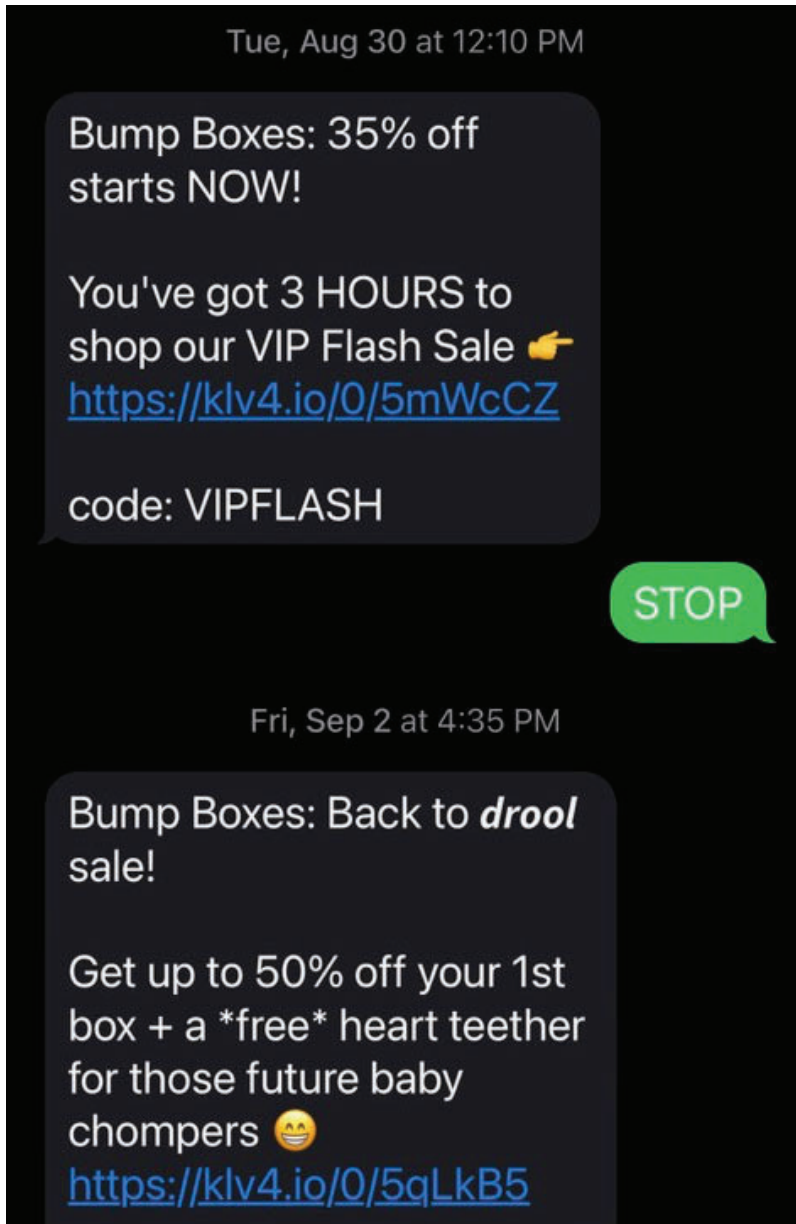 Tue, Aug 30 at 12:10 PM
Bump Boxes: 35% off
starts NOW!
You've got 3 HOURS to
shop our VIP Flash Sale 👉
https://klv4.io/0/5mWcCZ
code: VIPFLASH
STOP
Fri, Sep 2 at 4:35 PM
Bump Boxes: Back to drool
sale!
Get up to 50% off your 1st
box + a *free* heart teether
for those future baby
chompers 😁
https://klv4.io/0/5qLkB5